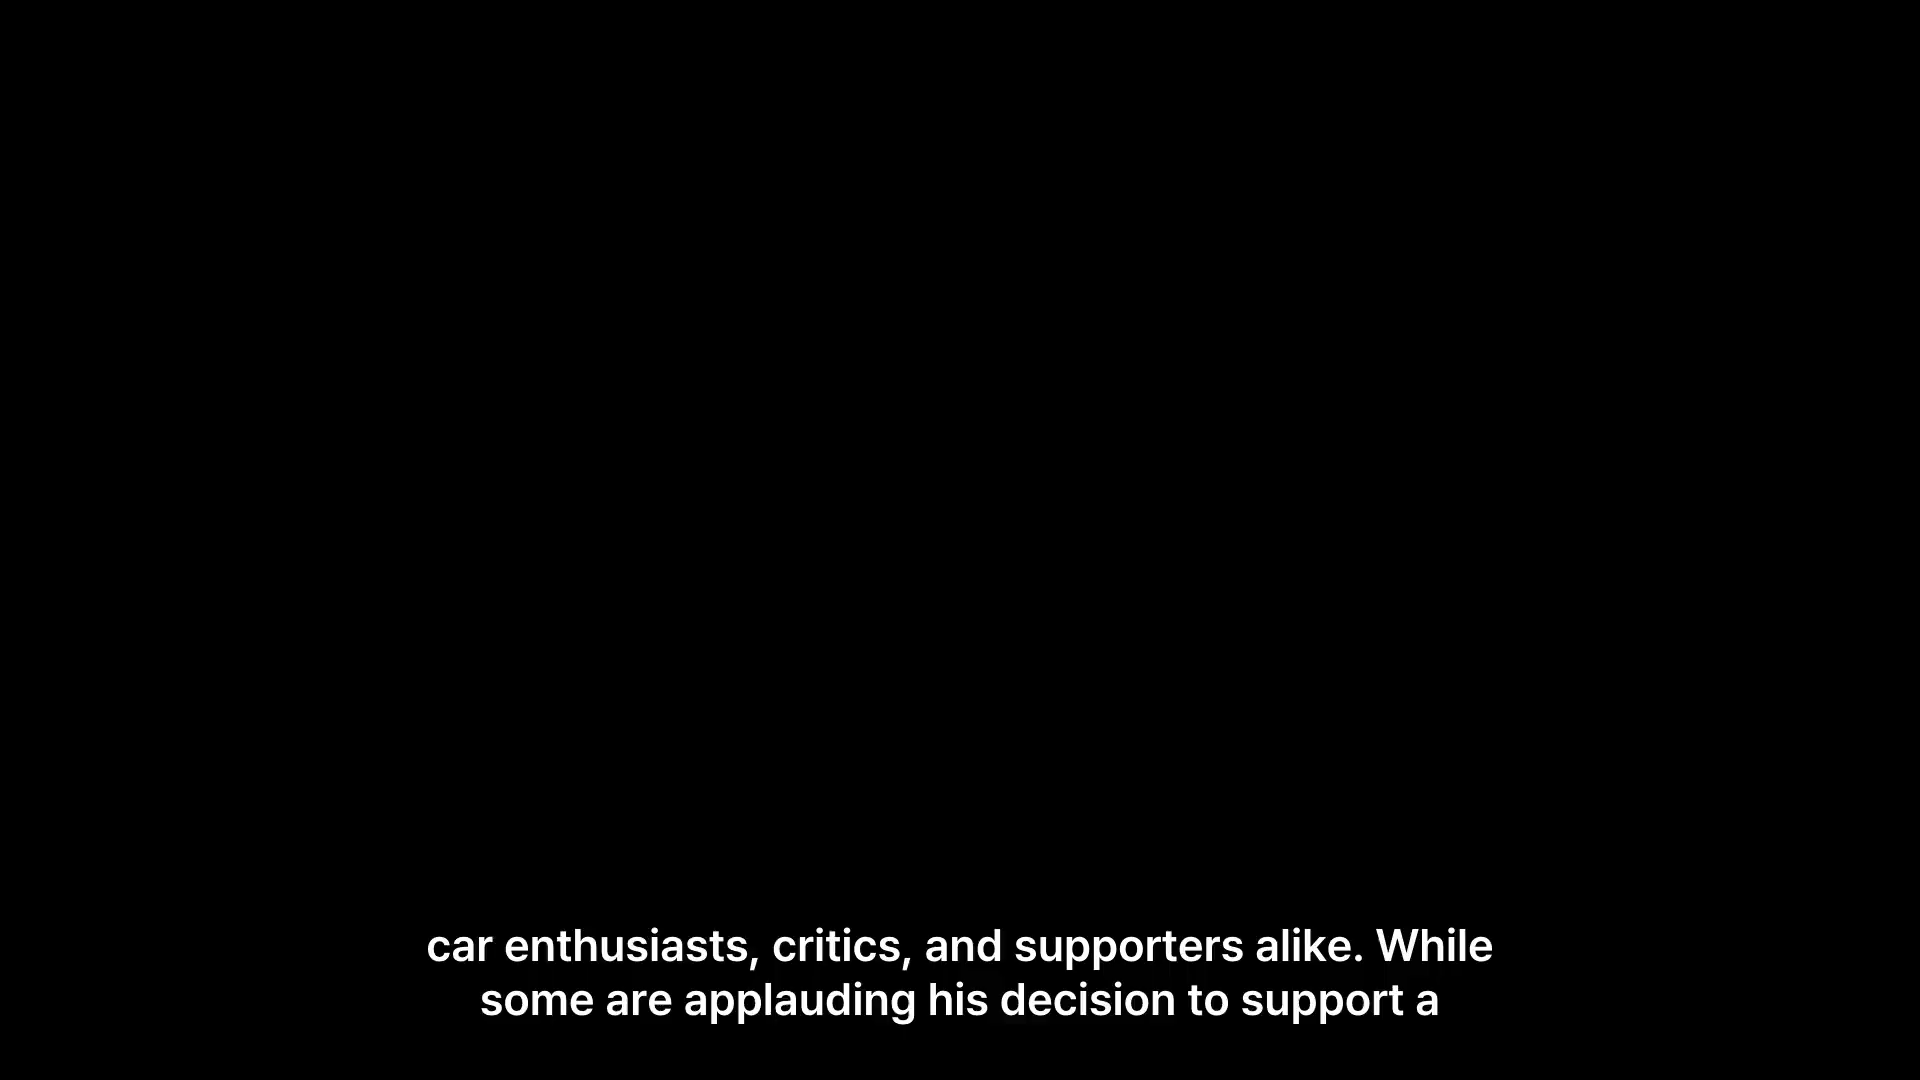 car enthusiasts, critics, and supporters alike. While
some are applauding his decision to support a